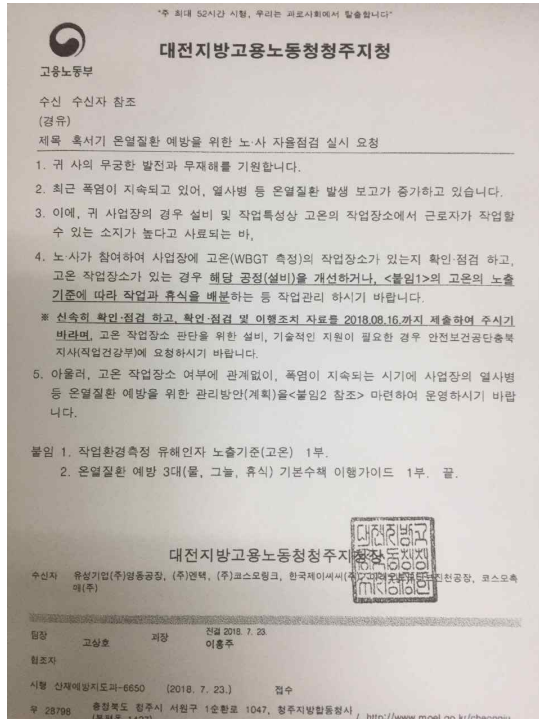 "주 최대 52시간 시행, 우리는 과로사회에서 탈출합니다"
고용노동부
대전지방고용노동청청주지청
수신 수신자 참조
(경유)
제목 혹서기 온열질환 예방을 위한 노·사 자율점검 실시 요청
1. 귀 사의 무궁한 발전과 무재해를 기원합니다.
2. 최근 폭염이 지속되고 있어, 열사병 등 온열질환 발생 보고가 증가하고 있습니다.
3. 이에, 귀 사업장의 경우 설비 및 작업특성상 고온의 작업장소에서 근로자가 작업할
수 있는 소지가 높다고 사료되는 바,
4. 노·사가 참여하여 사업장에 고온(WBGT 측정)의 작업장소가 있는지 확인·점검 하고,
고온 작업장소가 있는 경우 해당 공정(설비)을 개선하거나, <붙임1>의 고온의 노출
기준에 따라 작업과 휴식을 배분하는 등 작업관리 하시기 바랍니다.
※ 신속히 확인·점검 하고, 확인·점검 및 이행조치 자료를 2018.08.16.까지 제출하여 주시기
바라며, 고온 작업장소 판단을 위한 설비, 기술적인 지원이 필요한 경우 안전보건공단충북
지사(직업건강부)에 요청하시기 바랍니다.
5. 아울러, 고온 작업장소 여부에 관계없이, 폭염이 지속되는 시기에 사업장의 열사병
등 온열질환 예방을 위한 관리방안(계획)을<붙임2 참조> 마련하여 운영하시기 바랍
니다.
붙임 1. 작업환경측정 유해인자 노출기준(고온) 1부.
2. 온열질환 예방 3대(물, 그늘, 휴식) 기본수책 이행가이드 1부. 끝.
대전지방고용노동청청주지청장
수신자 유성기업(주)영동공장, (주)연택, (주)코스모링크, 한국제이씨씨(주), 진천공장, 코스모촉
매(주)
팀장 고상호 과장 전결 2018. 7. 23. 이홍주
협조자
시행 산재예방지도과-6650 (2018. 7. 23.) 접수
우 28798 충청북도 청주시 서원구 1순환로 1047, 청주지방합동청사
/ http://www.moel.go.kr/cheongju